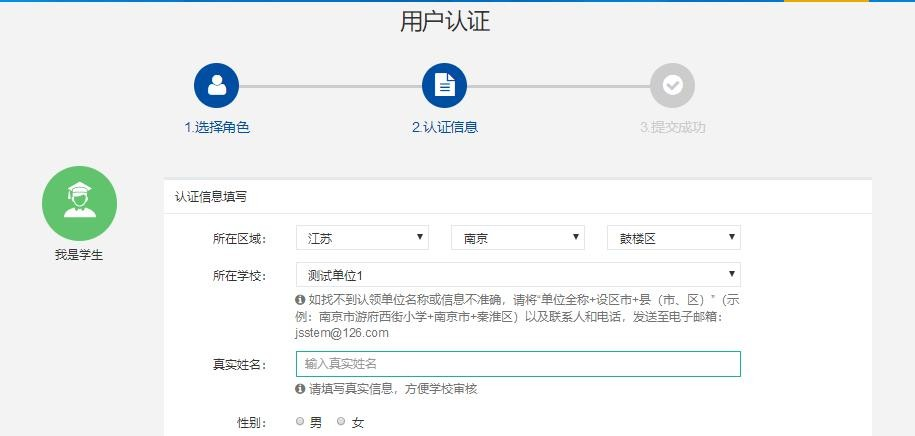 用户认证
1.选择角色 2.认证信息 3.提交成功
我是学生
认证信息填写
所在区域： 江苏 南京 鼓楼区
所在学校： 测试单位1
如找不到认领单位名称或信息不准确，请将“单位全称+设区市+县（市、区）”（示
例：南京市游府西街小学+南京市+秦淮区）以及联系人和电话，发送至电子邮箱：
jsstem@126.com
真实姓名： 输入真实姓名
请填写真实信息，方便学校审核
性别： 男 女